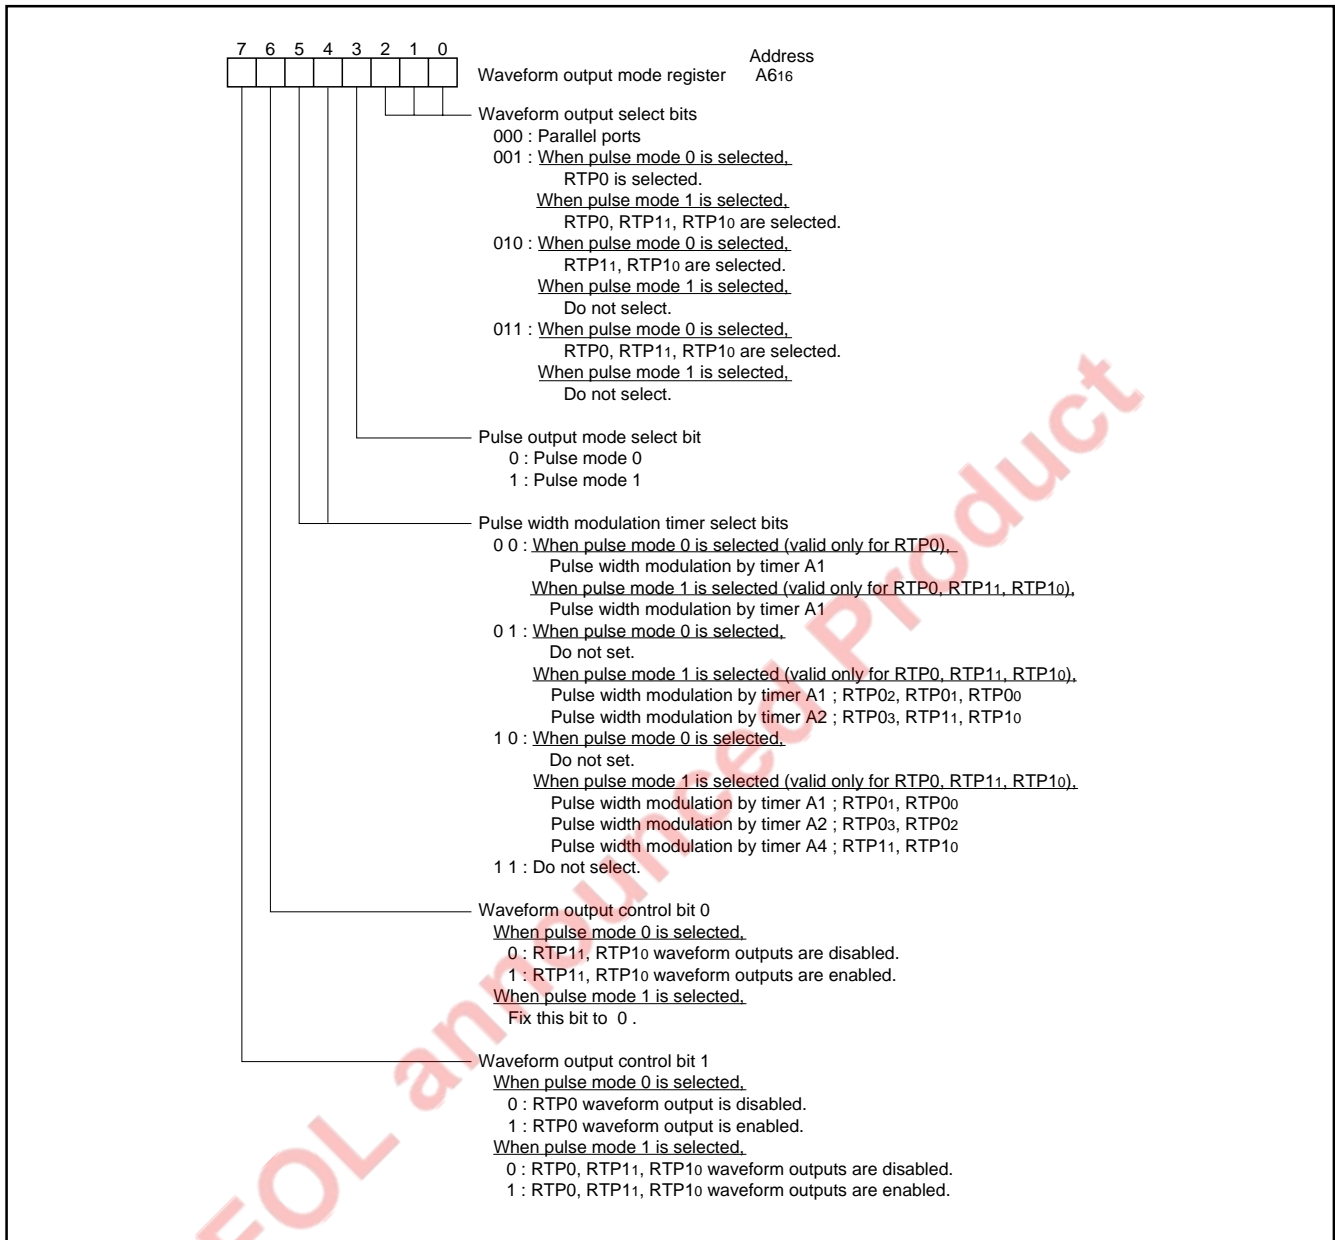 7 6 5 4 3 2 1 0
Address
Waveform output mode register A616
Waveform output select bits
000 : Parallel ports
001 : When pulse mode 0 is selected,
RTP0 is selected.
When pulse mode 1 is selected,
RTP0, RTP11, RTP10 are selected.
010 : When pulse mode 0 is selected,
RTP11, RTP10 are selected.
When pulse mode 1 is selected,
Do not select.
011 : When pulse mode 0 is selected,
RTP0, RTP11, RTP10 are selected.
When pulse mode 1 is selected,
Do not select.
Pulse output mode select bit
0 : Pulse mode 0
1 : Pulse mode 1
Pulse width modulation timer select bits
0 0 : When pulse mode 0 is selected (valid only for RTP0),
Pulse width modulation by timer A1
When pulse mode 1 is selected (valid only for RTP0, RTP11, RTP10),
Pulse width modulation by timer A1
0 1 : When pulse mode 0 is selected,
Do not set.
When pulse mode 1 is selected (valid only for RTP0, RTP11, RTP10),
Pulse width modulation by timer A1 ; RTP02, RTP01, RTP00
Pulse width modulation by timer A2 ; RTP03, RTP11, RTP10
1 0 : When pulse mode 0 is selected,
Do not set.
When pulse mode 1 is selected (valid only for RTP0, RTP11, RTP10),
Pulse width modulation by timer A1 ; RTP01, RTP00
Pulse width modulation by timer A2 ; RTP03, RTP02
Pulse width modulation by timer A4 ; RTP11, RTP10
1 1 : Do not select.
Waveform output control bit 0
When pulse mode 0 is selected,
0 : RTP11, RTP10 waveform outputs are disabled.
1 : RTP11, RTP10 waveform outputs are enabled.
When pulse mode 1 is selected,
Fix this bit to 0 .
Waveform output control bit 1
When pulse mode 0 is selected,
0 : RTP0 waveform output is disabled.
1 : RTP0 waveform output is enabled.
When pulse mode 1 is selected,
0 : RTP0, RTP11, RTP10 waveform outputs are disabled.
1 : RTP0, RTP11, RTP10 waveform outputs are enabled.
EOL announced Product